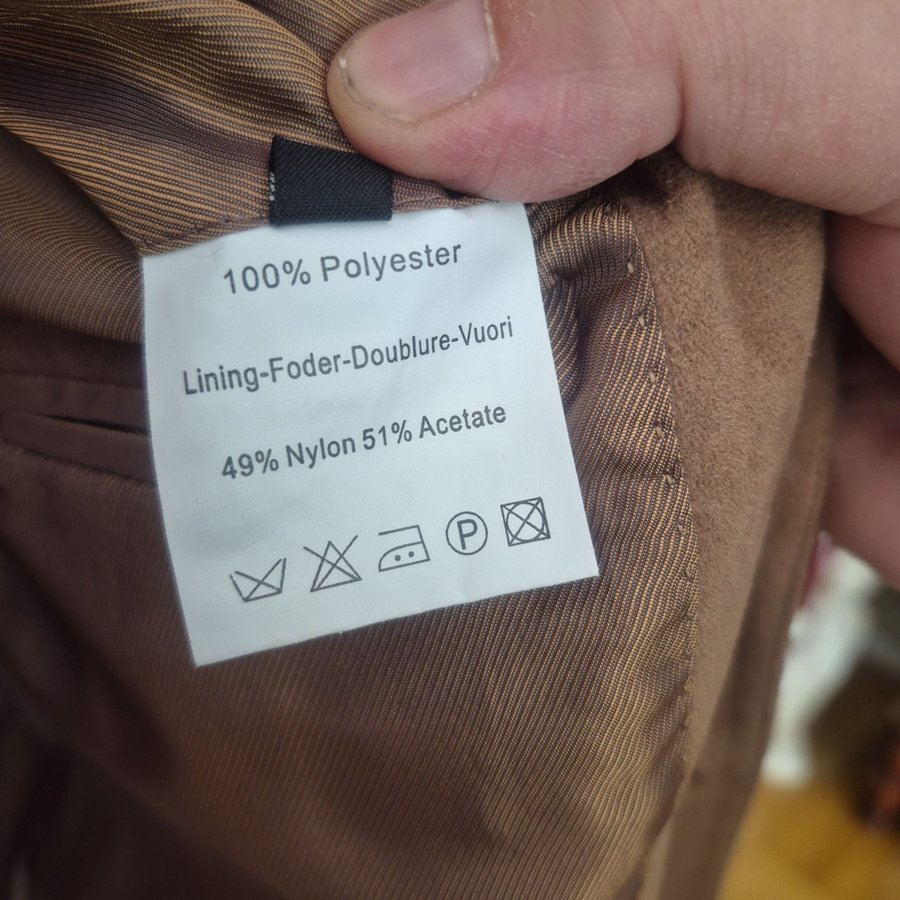 100% Polyester
Lining-Foder-Doublure-Vuori
49% Nylon 51% Acetate
P